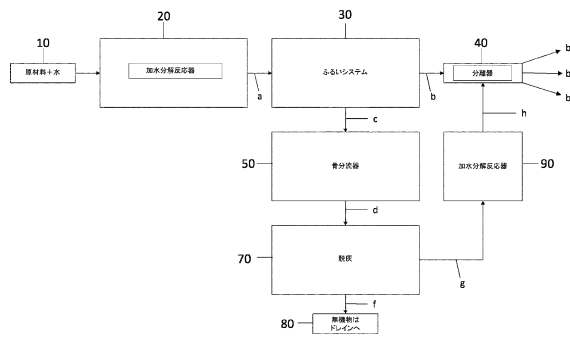 10
20
30
40
原材料+水
加水分解反応器
a
ふるいシステム
b
分離器
b
b
b
c
h
50
骨分流器
加水分解反応器
90
d
70
脱灰
g
f
80
無機物は
ドレインへ